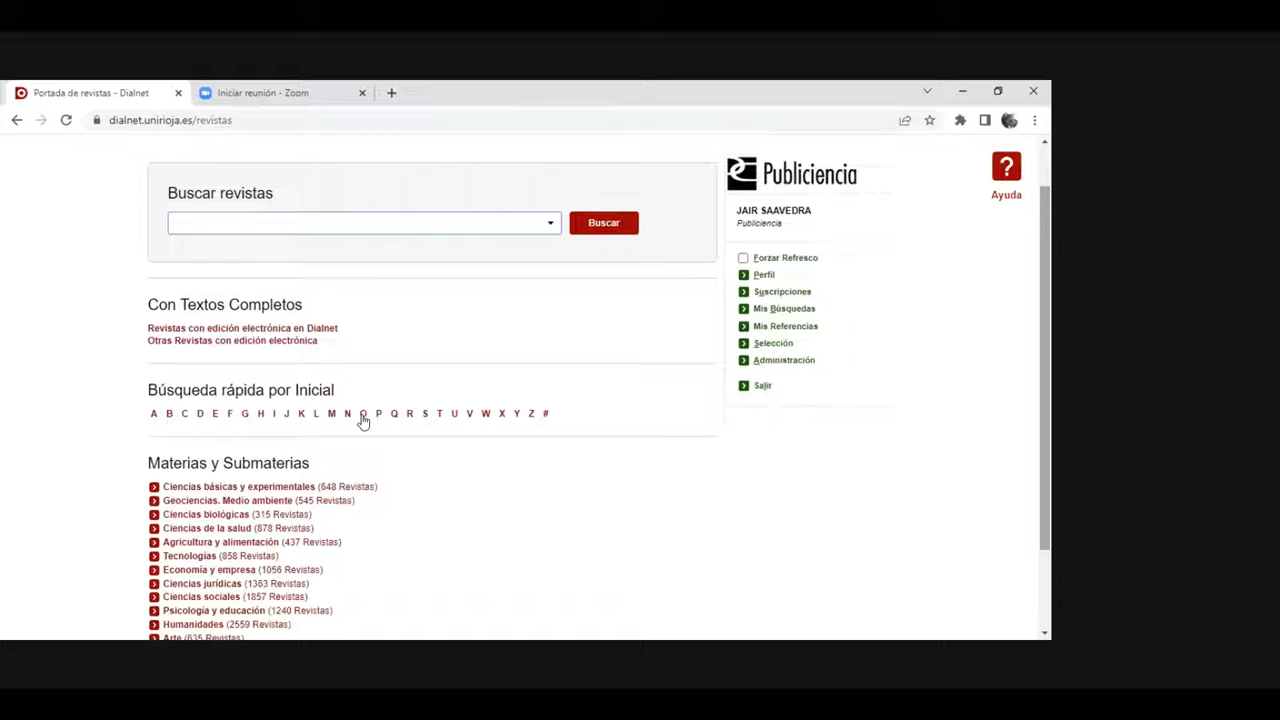 Portada de revistas - Dialnet
Iniciar reunión - Zoom
dialnet.unirioja.es/revistas
Buscar revistas
Buscar
Publiciencia
Ayuda
JAIR SAAVEDRA
Publiciencia
Forzar Refresco
Perfil
Suscripciones
Mis Búsquedas
Mis Referencias
Selección
Administración
Salir
Con Textos Completos
Revistas con edición electrónica en Dialnet
Otras Revistas con edición electrónica
Búsqueda rápida por Inicial
A B C D E F G H I J K L M N O P Q R S T U V W X Y Z #
Materias y Submaterias
Ciencias básicas y experimentales (648 Revistas)
Geociencias. Medio ambiente (545 Revistas)
Ciencias biológicas (315 Revistas)
Ciencias de la salud (878 Revistas)
Agricultura y alimentación (437 Revistas)
Tecnologías (858 Revistas)
Economía y empresa (1056 Revistas)
Ciencias jurídicas (1363 Revistas)
Ciencias sociales (1857 Revistas)
Psicología y educación (1240 Revistas)
Humanidades (2559 Revistas)
Arte (635 Revistas)